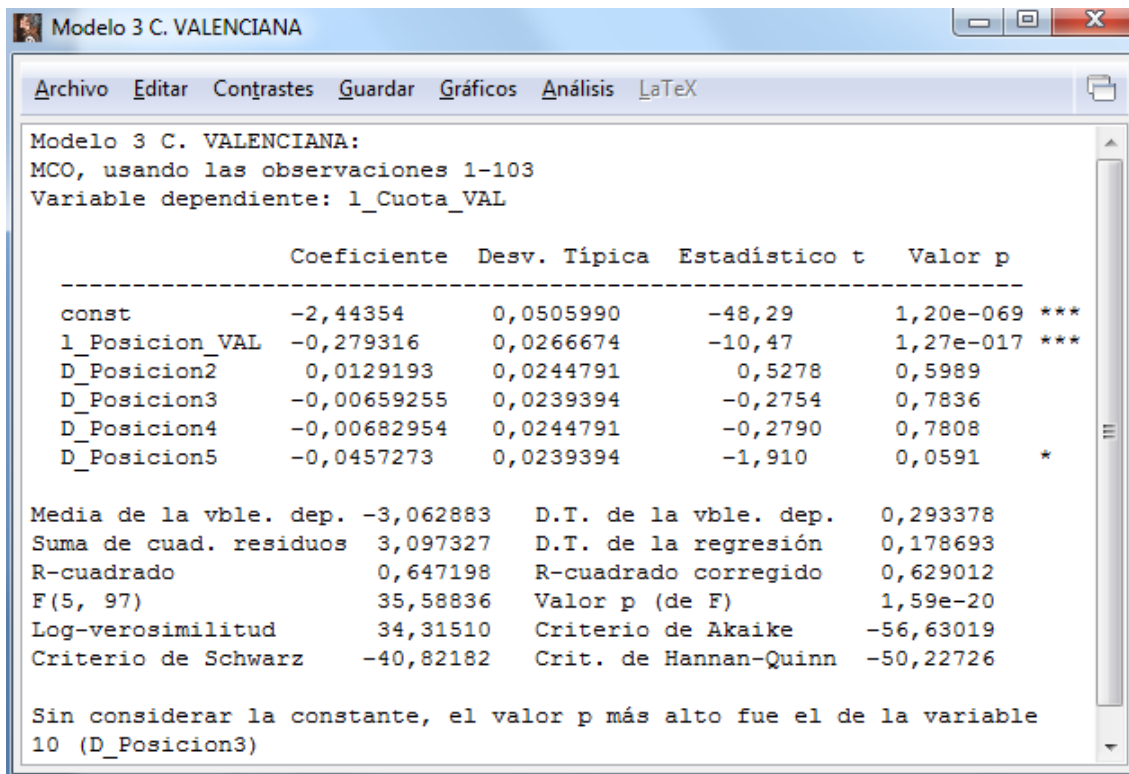 Modelo 3 C. VALENCIANA
Archivo Editar Contrastes Guardar Gráficos Análisis LaTeX
Modelo 3 C. VALENCIANA:
MCO, usando las observaciones 1-103
Variable dependiente: l_Cuota_VAL
Coeficiente Desv. Típica Estadístico t Valor p
------------------------------------------------------------------
const -2,44354 0,0505990 -48,29 1,20e-069 ***
l_Posicion_VAL -0,279316 0,0266674 -10,47 1,27e-017 ***
D_Posicion2 0,0129193 0,0244791 0,5278 0,5989
D_Posicion3 -0,00659255 0,0239394 -0,2754 0,7836
D_Posicion4 -0,00682954 0,0244791 -0,2790 0,7808
D_Posicion5 -0,0457273 0,0239394 -1,910 0,0591 *
Media de la vble. dep. -3,062883 D.T. de la vble. dep. 0,293378
Suma de cuad. residuos 3,097327 D.T. de la regresión 0,178693
R-cuadrado 0,647198 R-cuadrado corregido 0,629012
F(5, 97) 35,58836 Valor p (de F) 1,59e-20
Log-verosimilitud 34,31510 Criterio de Akaike -56,63019
Criterio de Schwarz -40,82182 Crit. de Hannan-Quinn -50,22726
Sin considerar la constante, el valor p más alto fue el de la variable
10 (D_Posicion3)